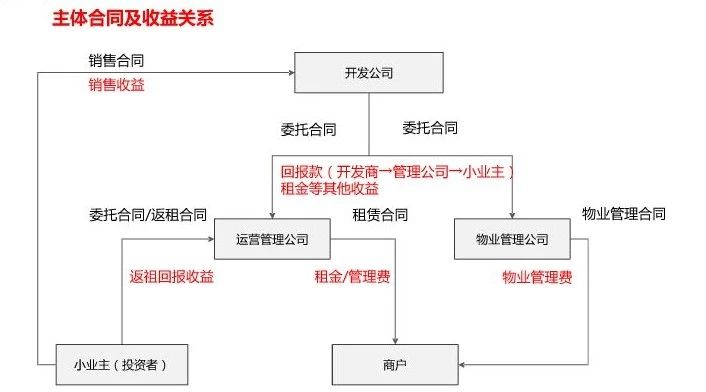 主体合同及收益关系
销售合同
销售收益
开发公司
委托合同
委托合同
回报款（开发商→管理公司→小业主）
租金等其他收益
委托合同/返租合同
租赁合同
物业管理合同
运营管理公司
物业管理公司
返祖回报收益
租金/管理费
物业管理费
小业主（投资者）
商户